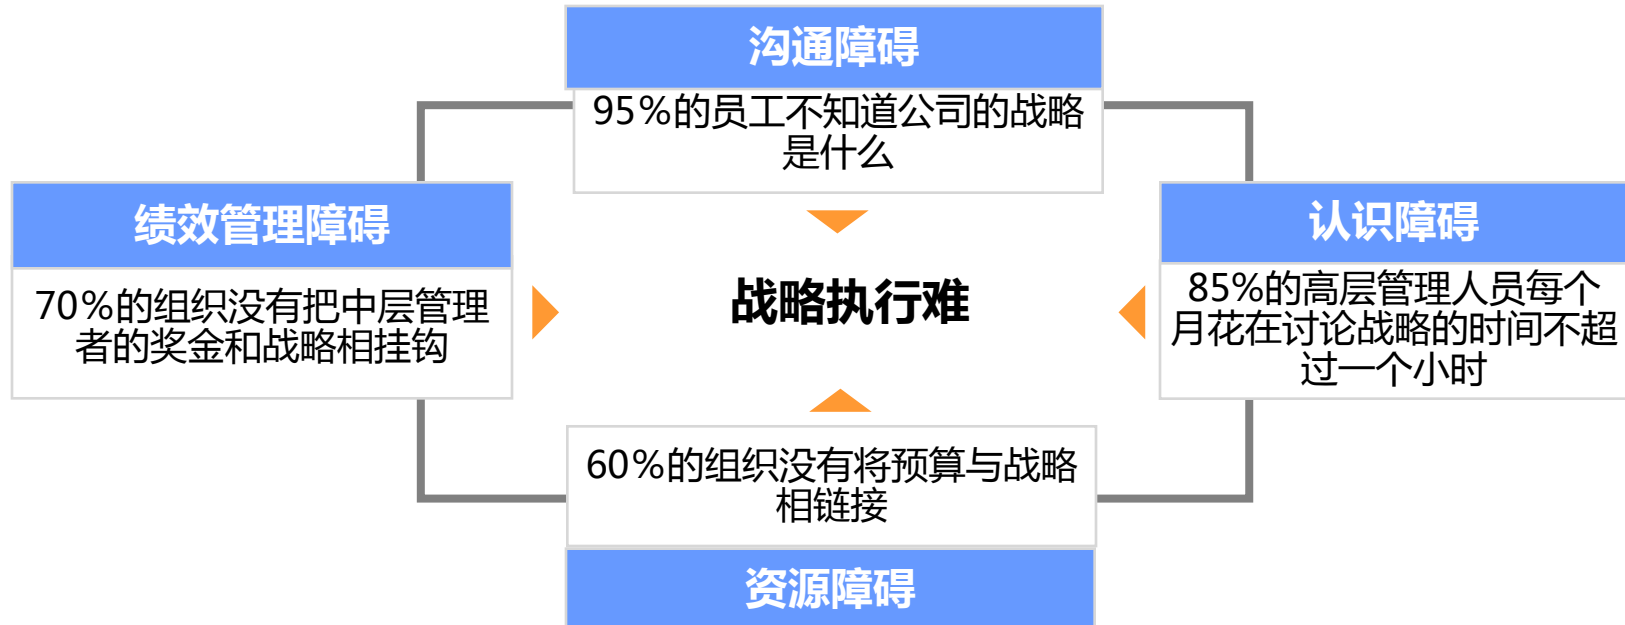 沟通障碍
95%的员工不知道公司的战略
是什么
绩效管理障碍
70%的组织没有把中层管理
者的奖金和战略相挂钩
战略执行难
认识障碍
85%的高层管理人员每个
月花在讨论战略的时间不超
过一个小时
60%的组织没有将预算与战略
相链接
资源障碍